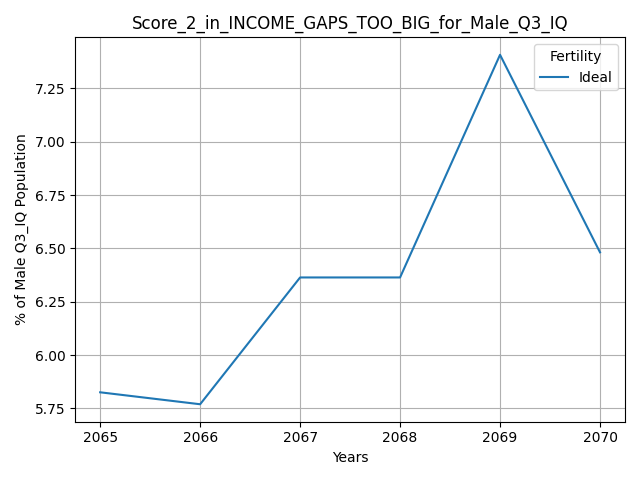 Score_2_in_INCOME_GAPS_TOO_BIG_for_Male_Q3_IQ
Fertility
Ideal
% of Male Q3_IQ Population
7.25
7.00
6.75
6.50
6.25
6.00
5.75
2065 2066 2067 2068 2069 2070
Years